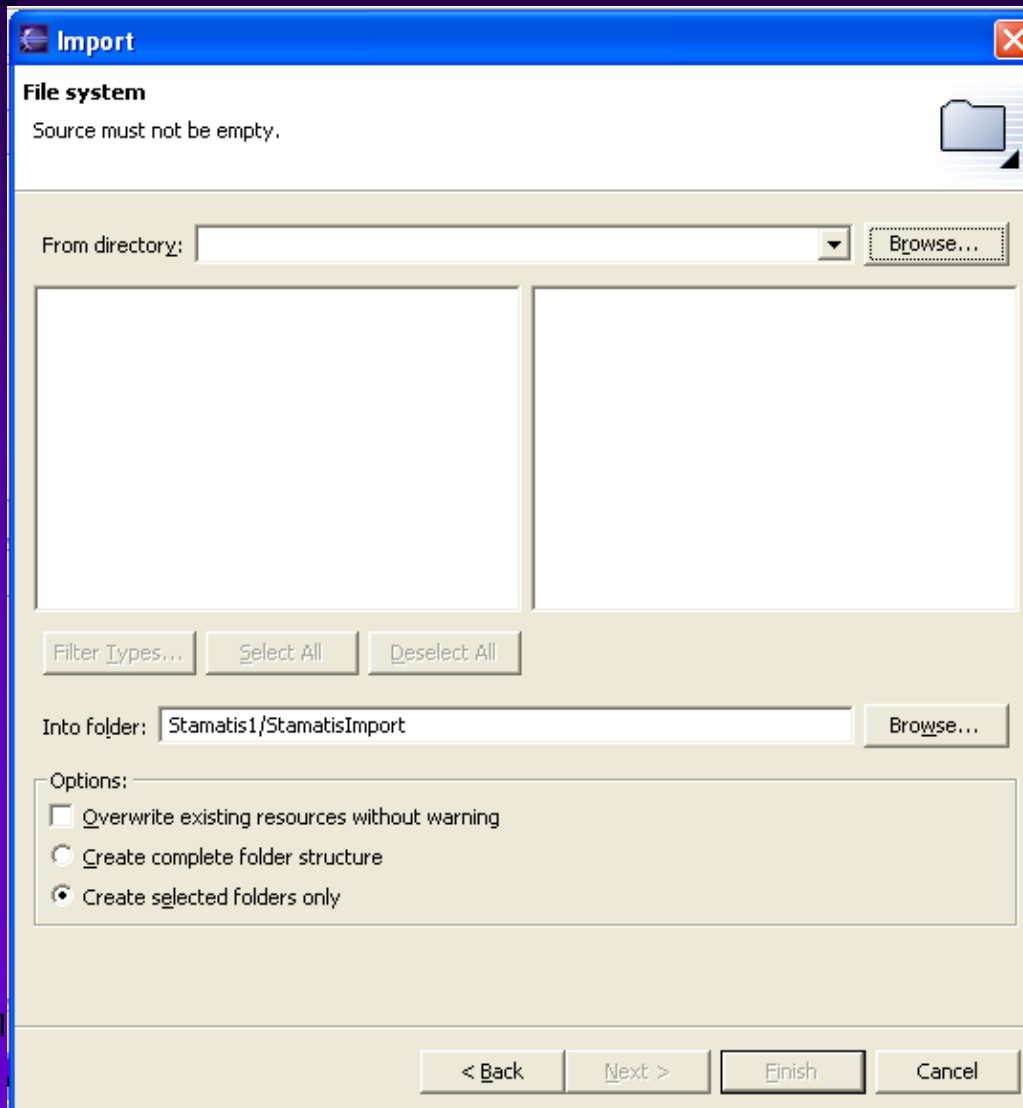 Import
File system
Source must not be empty.
From directory:
Browse...
Filter Types...
Select All
Deselect All
Into folder:
Stamatis1/StamatisImport
Browse...
Options:
Overwrite existing resources without warning
Create complete folder structure
Create selected folders only
< Back
Next >
Finish
Cancel